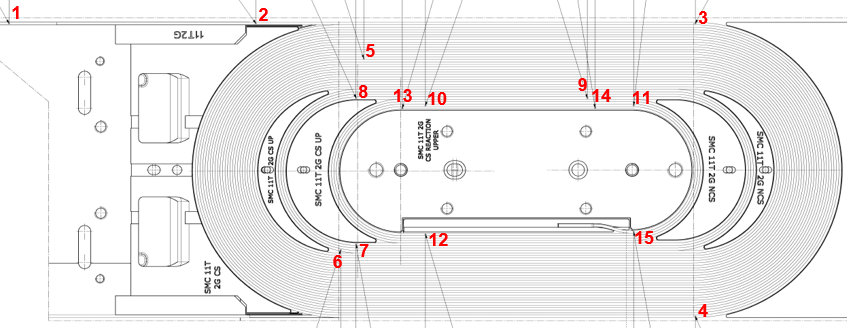 1
2
3
11T2G
5
8
13
10
9
14
11
SMC 11T 2G CS UP
SMC 11T 2G CS UP
SMC 11T 2G
CS REACTION
UPPER
SMC 11T 2G NCS
SMC 11T 2G NCS
6
7
12
15
SMC 11T
2G CS
4